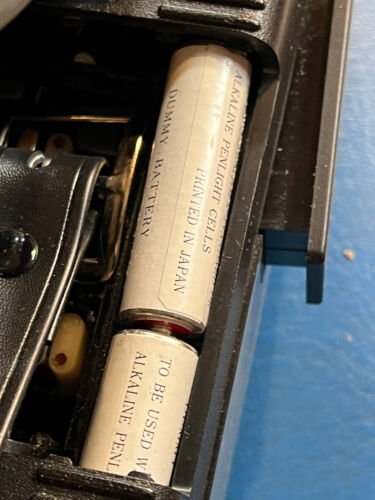 ALKALINE PENLIGHT CELLS
PRINTED IN JAPAN
DUMMY BATTERY
TO BE USED W
ALKALINE PENL